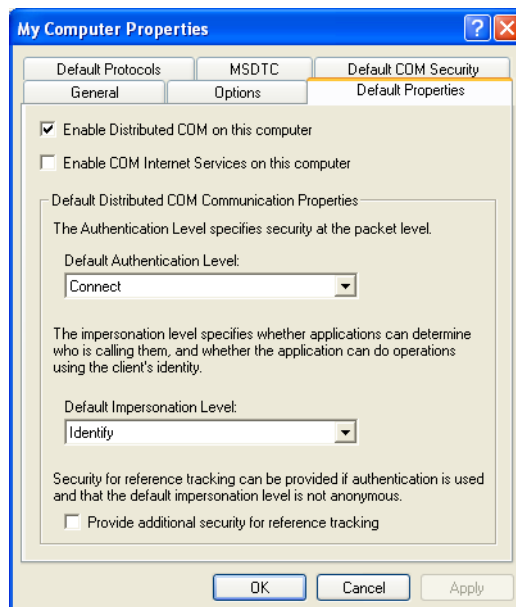 My Computer Properties
Default Protocols MSDTC Default COM Security
General Options Default Properties
Enable Distributed COM on this computer
Enable COM Internet Services on this computer
Default Distributed COM Communication Properties
The Authentication Level specifies security at the packet level.
Default Authentication Level:
Connect
The impersonation level specifies whether applications can determine
who is calling them, and whether the application can do operations
using the client's identity.
Default Impersonation Level:
Identify
Security for reference tracking can be provided if authentication is used
and that the default impersonation level is not anonymous.
Provide additional security for reference tracking
OK Cancel Apply